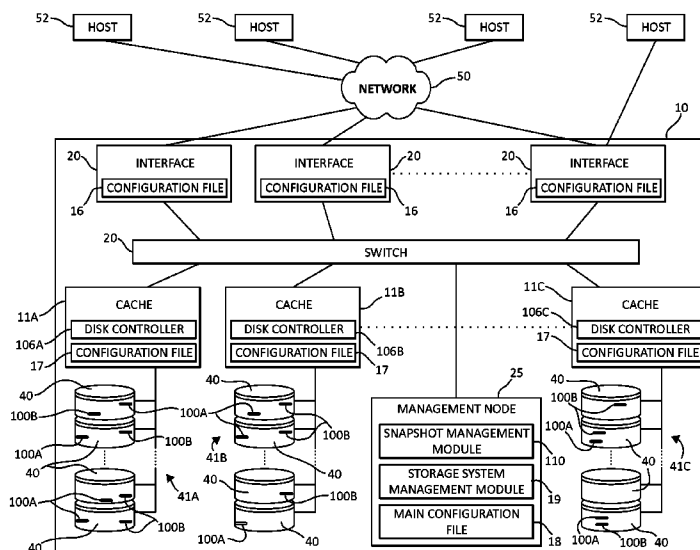 52 HOST 52 HOST 52 HOST 52 HOST
50
NETWORK
10
20 INTERFACE INTERFACE 20 20 INTERFACE
CONFIGURATION FILE CONFIGURATION FILE CONFIGURATION FILE
16 16 16
20 SWITCH
11A CACHE CACHE 11B 11C CACHE
106A DISK CONTROLLER DISK CONTROLLER 106B 106C DISK CONTROLLER
17 CONFIGURATION FILE CONFIGURATION FILE 17 17 CONFIGURATION FILE
40 40 25 40
100B 100A 100B 100B
MANAGEMENT NODE
100A 100B 100A
SNAPSHOT MANAGEMENT
MODULE
110
40 41A 41B 40 40 40 41C
STORAGE SYSTEM
MANAGEMENT MODULE
19
100A 100B 100B
MAIN CONFIGURATION
FILE
18
40 100A 40 100A 40
100B